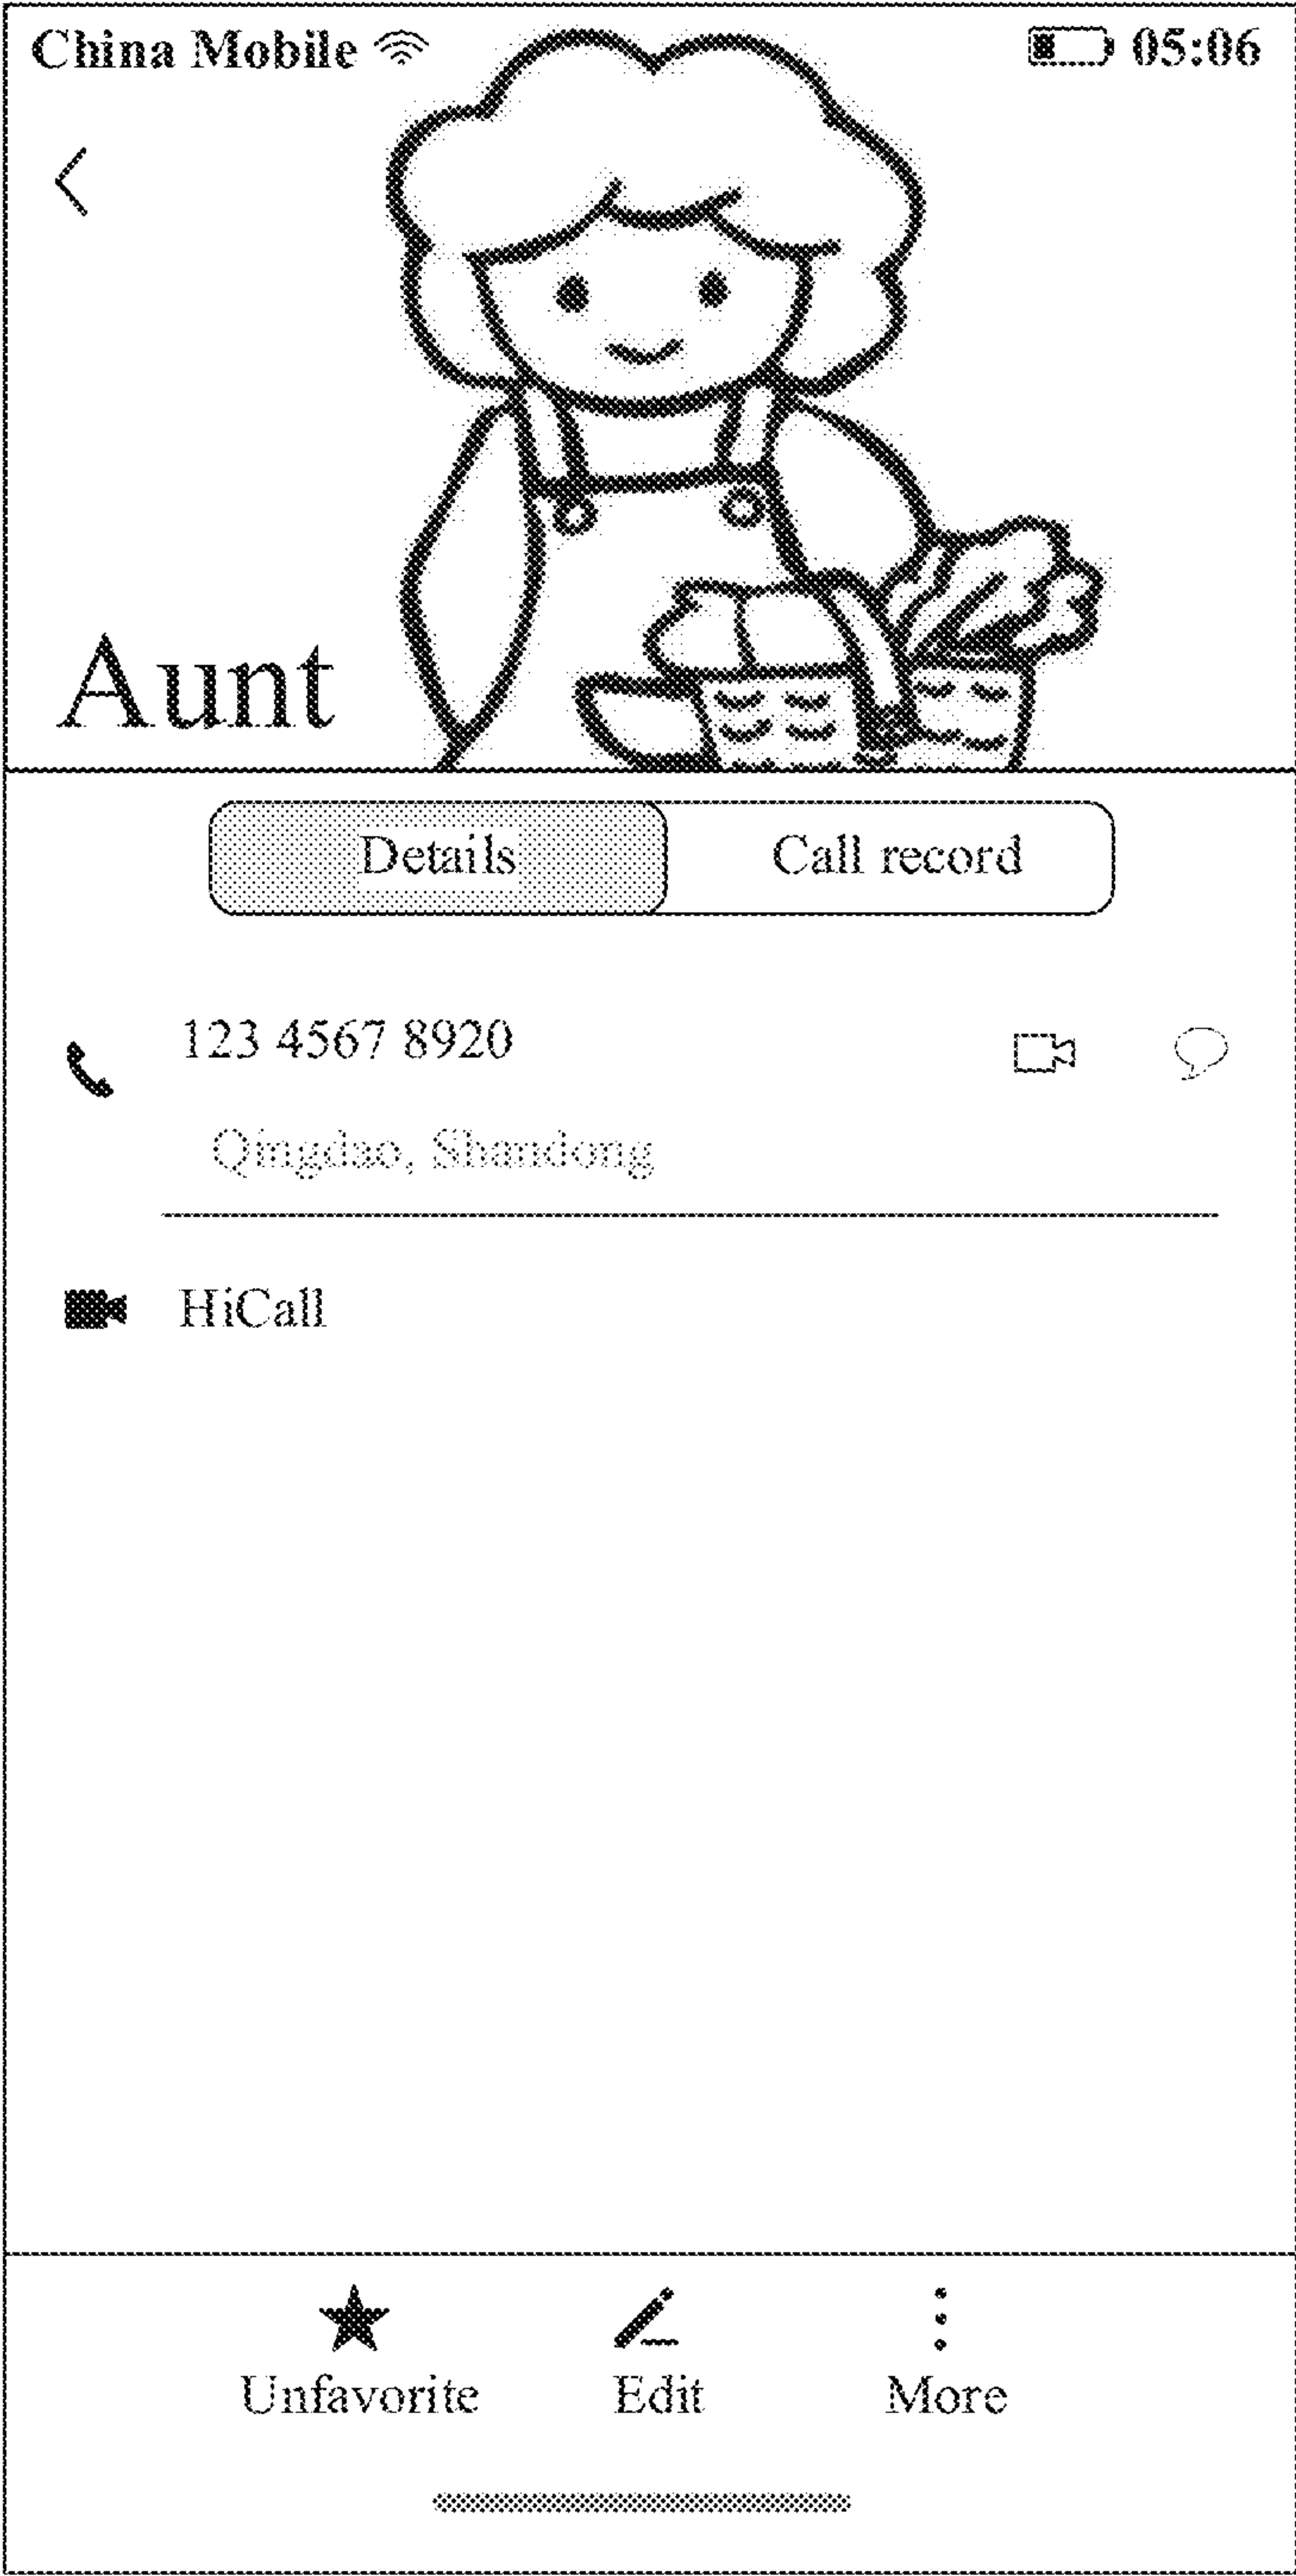 China Mobile 05:06
Aunt
Details Call record
123 4567 8920
Qingdao, Shandong
HiCall
Unfavorite Edit More